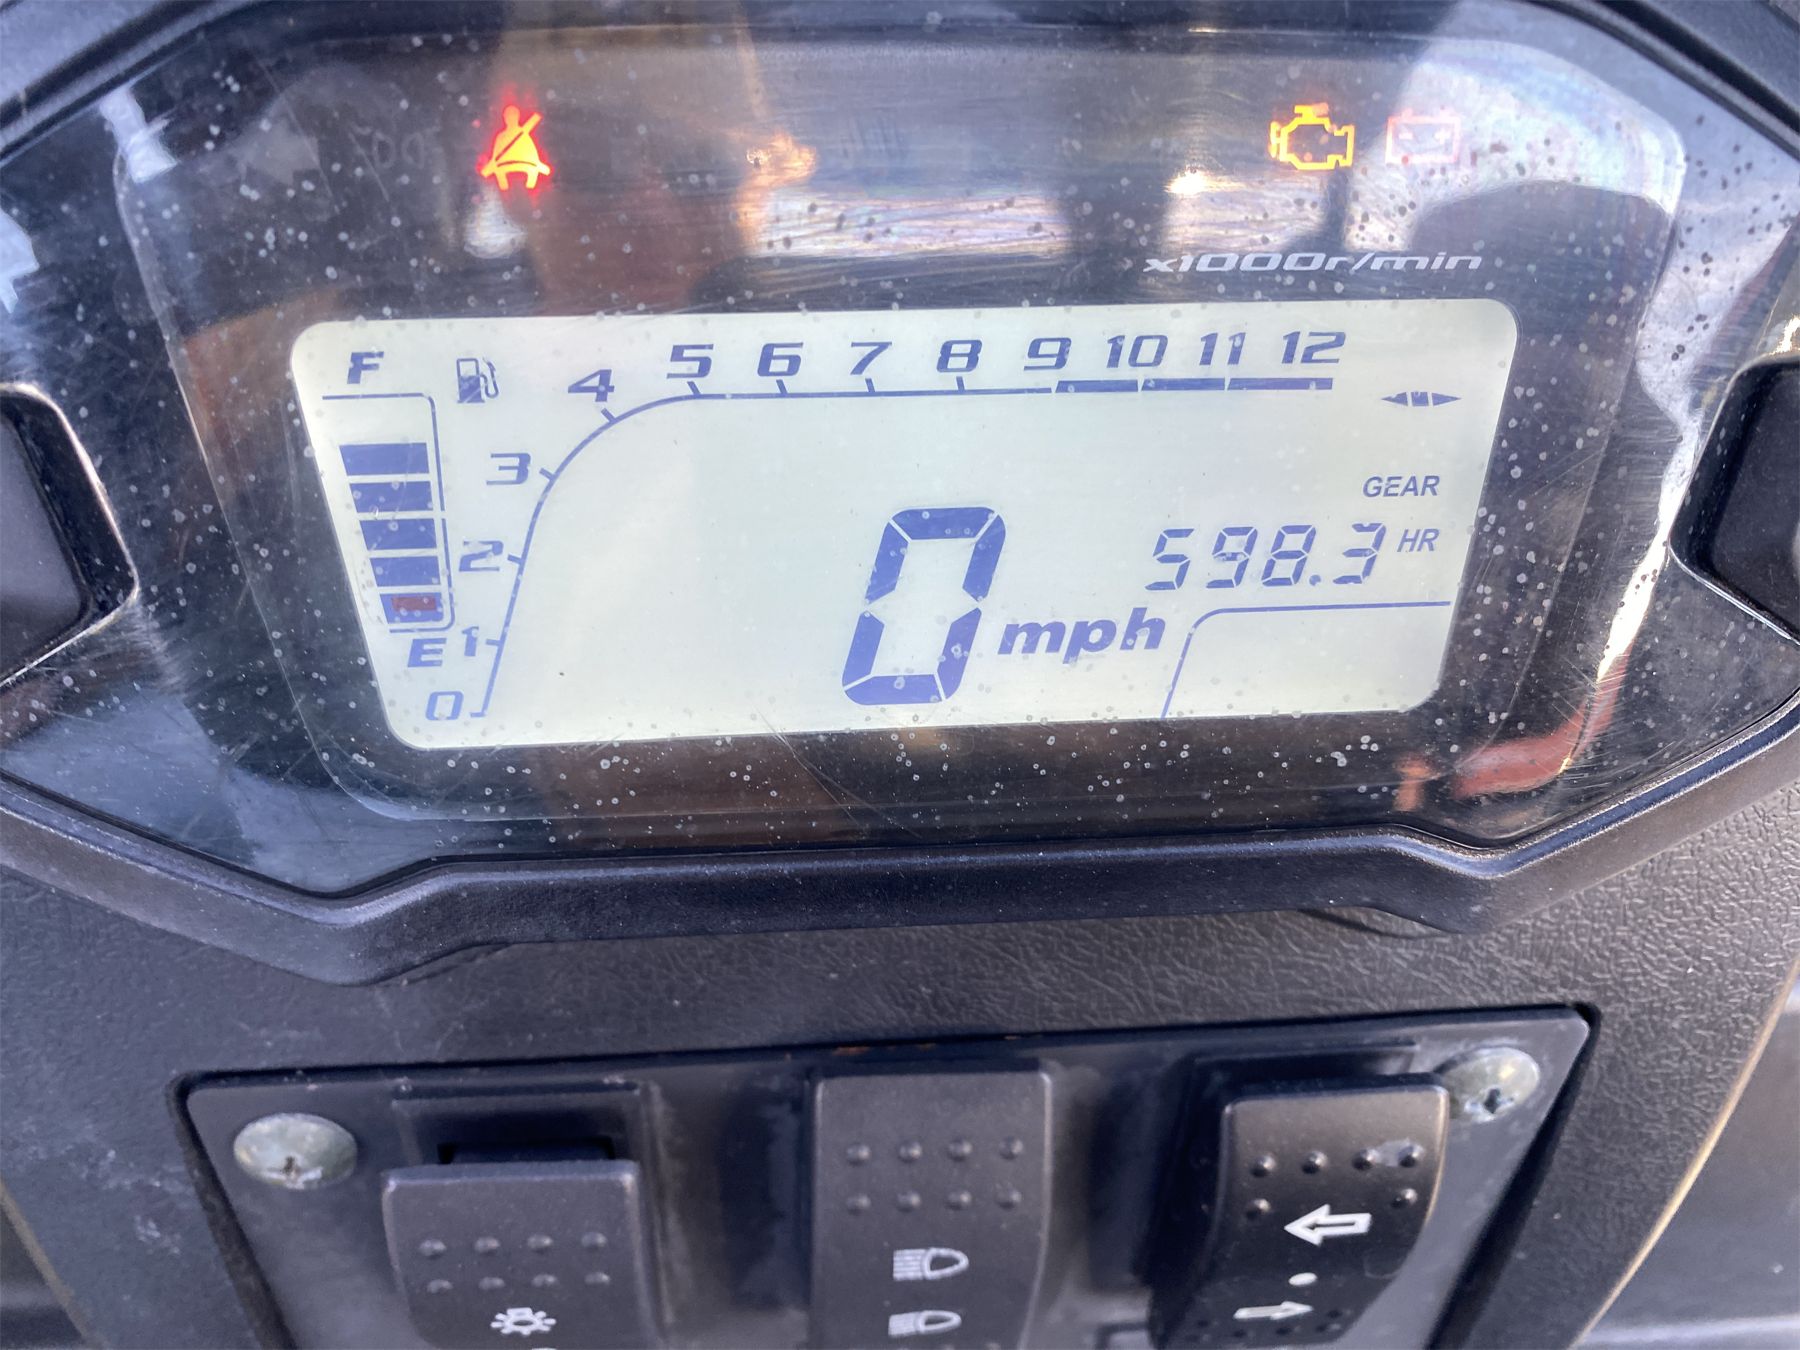 x1000r/min
F
4 5 6 7 8 9 10 11 12
3
GEAR
2
598.3 HR
E 1
0 mph
0